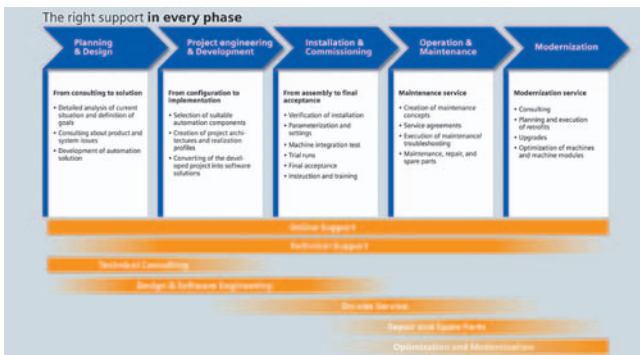 The right support in every phase
Planning
& Design
Project engineering
& Development
Installation &
Commissioning
Operation &
Maintenance
Modernization
From consulting to solution
• Detailed analysis of current
situation and definition of
goals
• Consulting about product and
system issues
• Development of automation
solution
From configuration to
implementation
• Selection of suitable
automation components
• Creation of project archi-
tectures and realization
profiles
• Converting of the devel-
oped project into software
solutions
From assembly to final
acceptance
• Verification of installation
• Parameterization and
settings
• Machine integration test
• Trial runs
• Final acceptance
• Instruction and training
Maintenance service
• Creation of maintenance
concepts
• Service agreements
• Execution of maintenance/
troubleshooting
• Maintenance, repair, and
spare parts
Modernization service
• Consulting
• Planning and execution
of retrofits
• Upgrades
• Optimization of machines
and machine modules
Online Support
Technical Support
Technical Consulting
Design & Software Engineering
On-site Service
Repair and Spare Parts
Optimization and Modernization